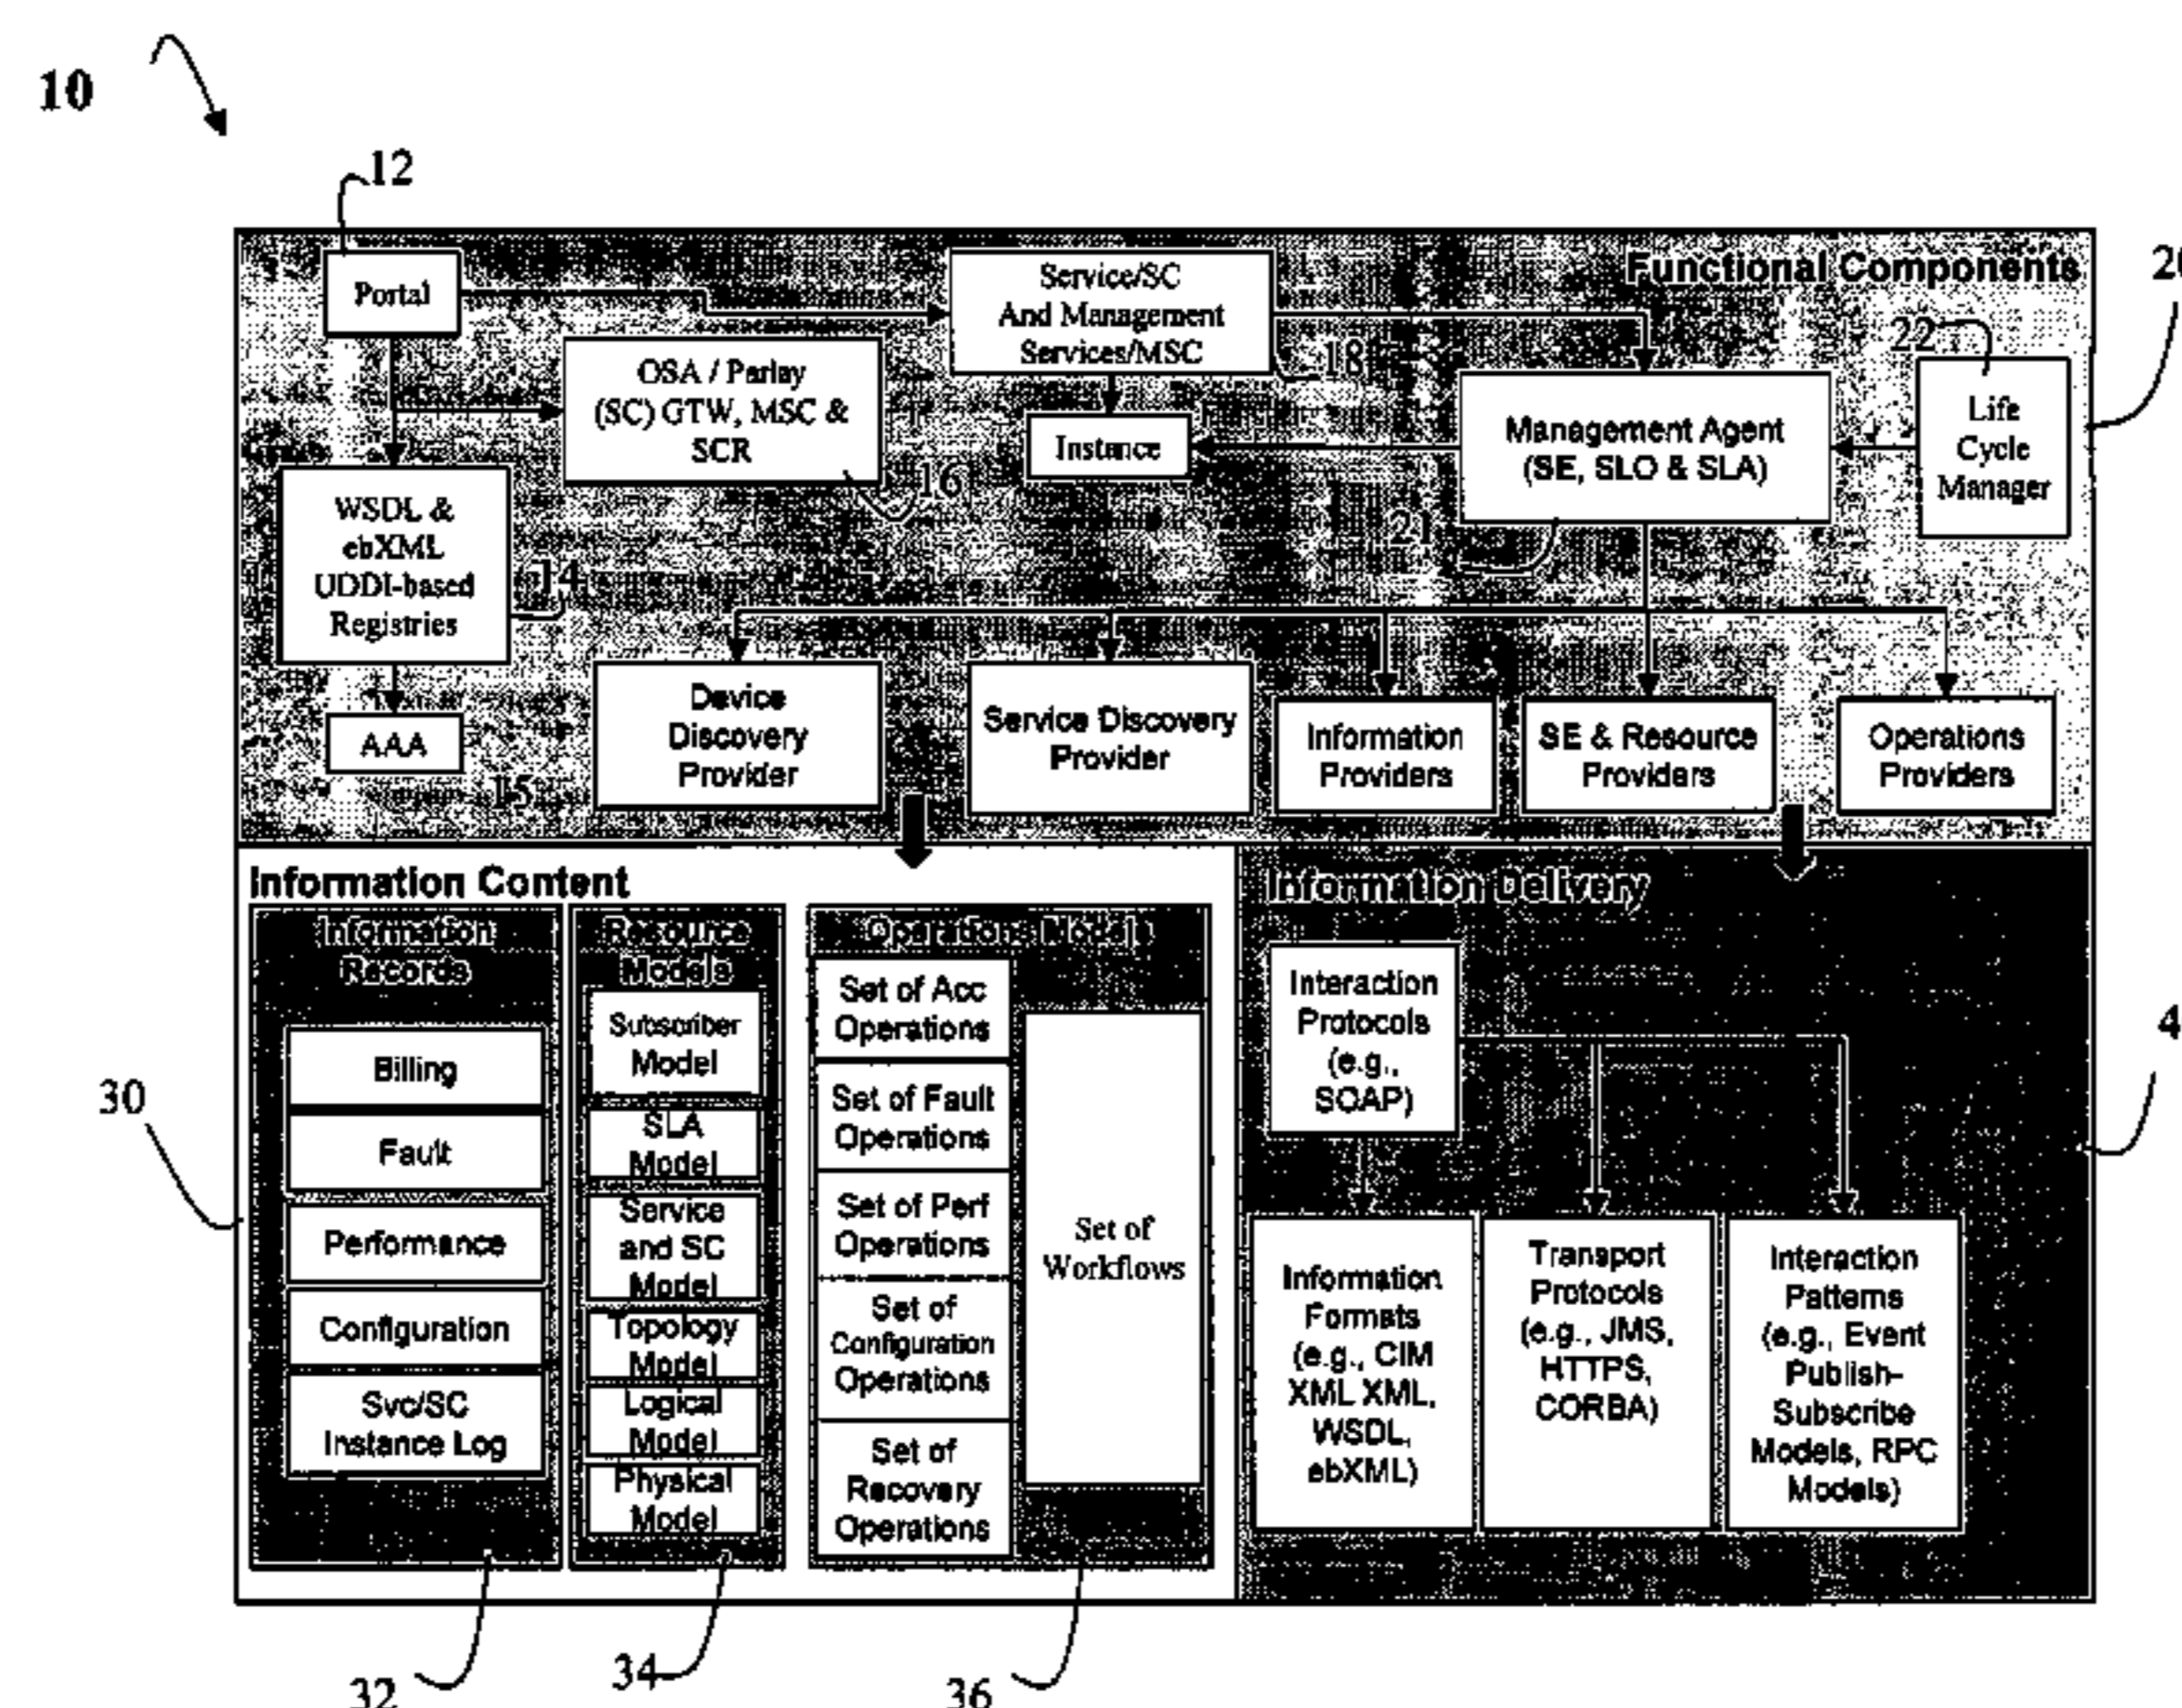 10
12
Portal
Service/SC
And Management
Services/MSC
Functional Components
18
22
OSA / Parlay
(SC) GTW, MSC &
SCR
16
Instance
Management Agent
(SE, SLO & SLA)
21
Life
Cycle
Manager
WSDL &
ebXML
UDDI-based
Registries
14
AAA
15
Device
Discovery
Provider
Service Discovery
Provider
Information
Providers
SE & Resource
Providers
Operations
Providers
Information Content
Information
Records
Billing
Fault
Performance
Configuration
Svc/SC
Instance Log
Resource
Models
Subscriber
Model
SLA
Model
Service
and SC
Model
Topology
Model
Logical
Model
Physical
Model
Operations Models
Set of Acc
Operations
Set of Fault
Operations
Set of Perf
Operations
Set of
Configuration
Operations
Set of
Recovery
Operations
Set of
Workflows
Information Delivery
Interaction
Protocols
(e.g.,
SOAP)
Information
Formats
(e.g., CIM
XML XML,
WSDL,
ebXML)
Transport
Protocols
(e.g., JMS,
HTTPS,
CORBA)
Interaction
Patterns
(e.g., Event
Publish-
Subscribe
Models, RPC
Models)
30
32
34
36